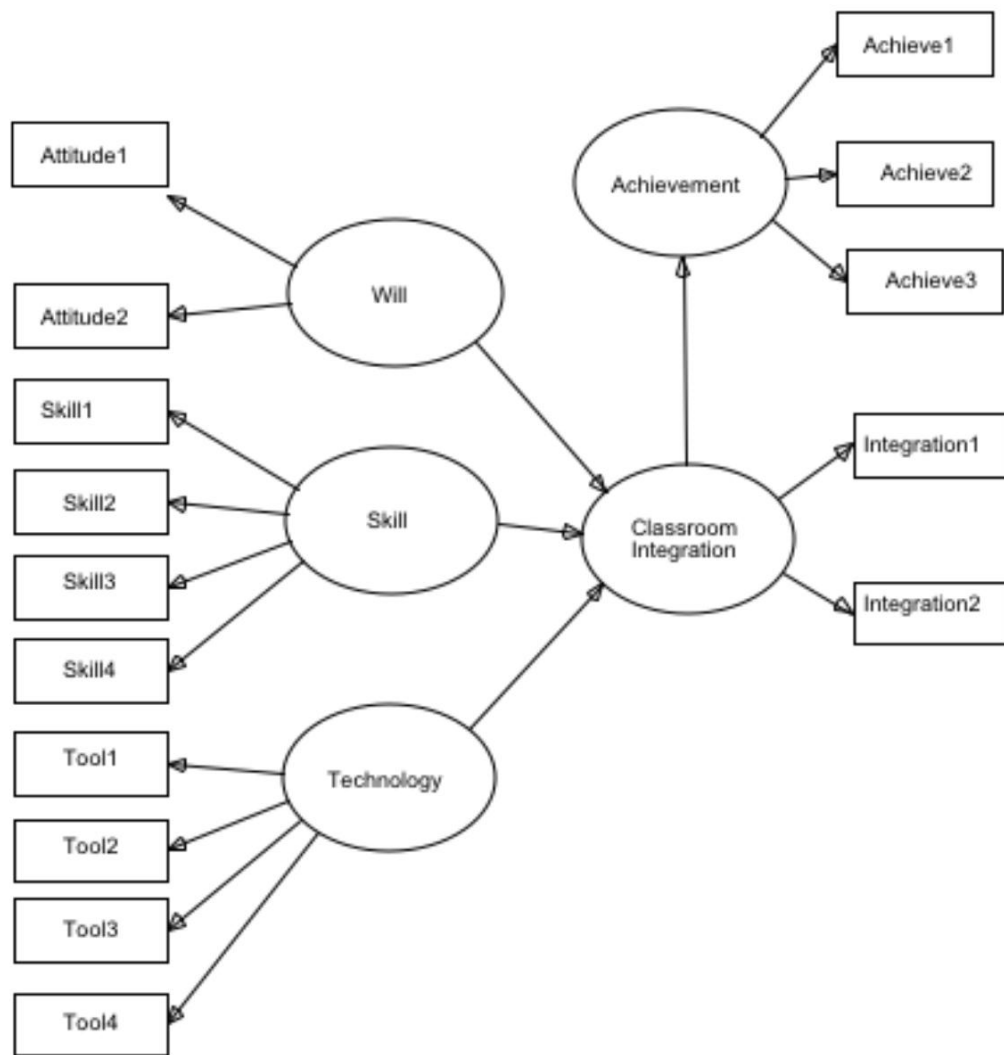 Achieve1
Attitude1
Achievement
Achieve2
Will
Attitude2
Achieve3
Skill1
Integration1
Skill2
Skill
Classroom
Integration
Skill3
Integration2
Skill4
Tool1
Technology
Tool2
Tool3
Tool4